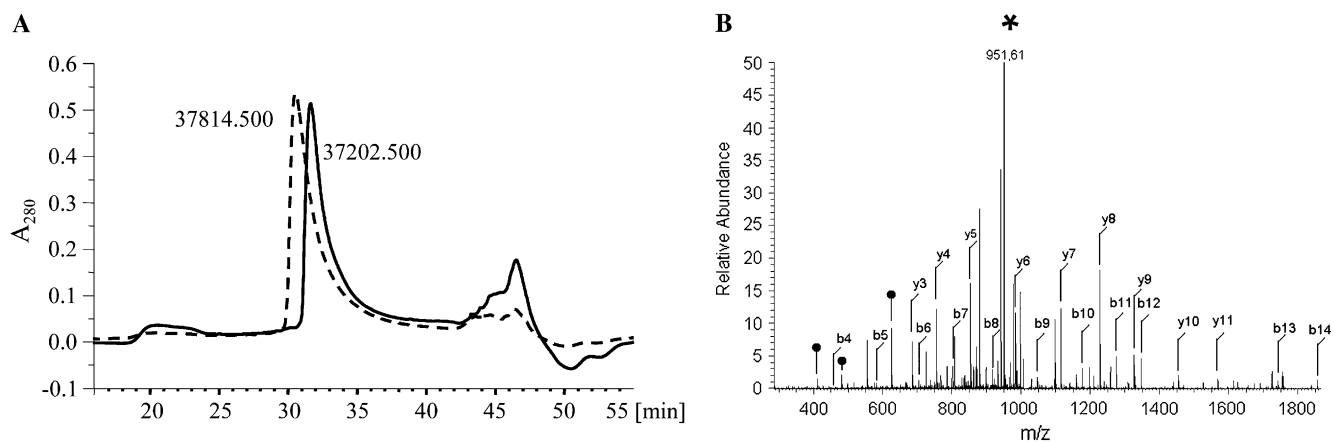 A
0.6
0.5
0.4
0.3
0.2
0.1
0.0
-0.1
A280
37814.500
37202.500
20 25 30 35 40 45 50 55 [min]
B
*
951.61
50
45
40
35
30
25
20
15
10
5
0
Relative Abundance
b4
b5
y3
b6
y4
b7
y5
b8
y6
b9
y7
b10
y8
b11
y9
b12
y10
y11
b13
b14
400 600 800 1000 1200 1400 1600 1800
m/z